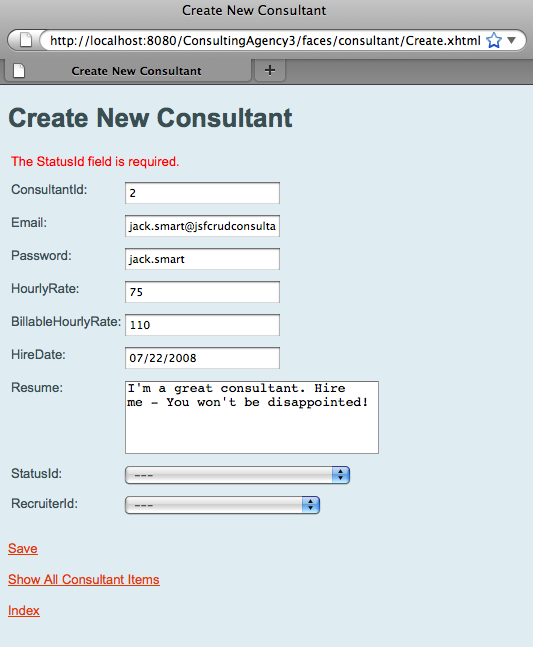 Create New Consultant
http://localhost:8080/ConsultingAgency3/faces/consultant/Create.xhtml
Create New Consultant +
Create New Consultant
The StatusId field is required.
ConsultantId: 2
Email: jack.smart@jsfcrudconsulta
Password: jack.smart
HourlyRate: 75
BillableHourlyRate: 110
HireDate: 07/22/2008
Resume: I'm a great consultant. Hire
me - You won't be disappointed!
StatusId: ---
RecruiterId: ---
Save
Show All Consultant Items
Index